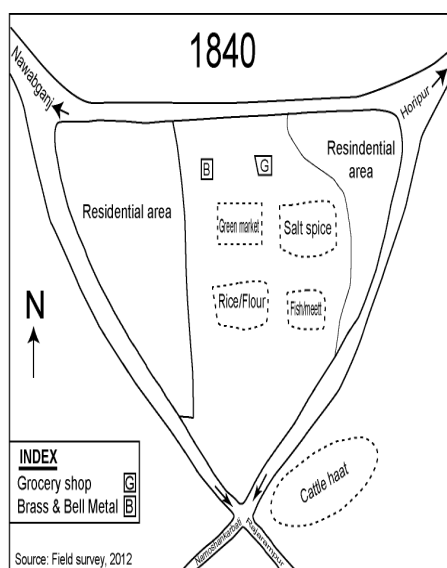 1840
Nawabganj
Horipur
Resindential
area
B
G
Residential area
Green market
Salt spice
Rice/Flour
Fish/meett
N
Cattle haat
INDEX
Grocery shop G
Brass & Bell Metal B
Namoshankarbati
Rajarampur
Source: Field survey, 2012